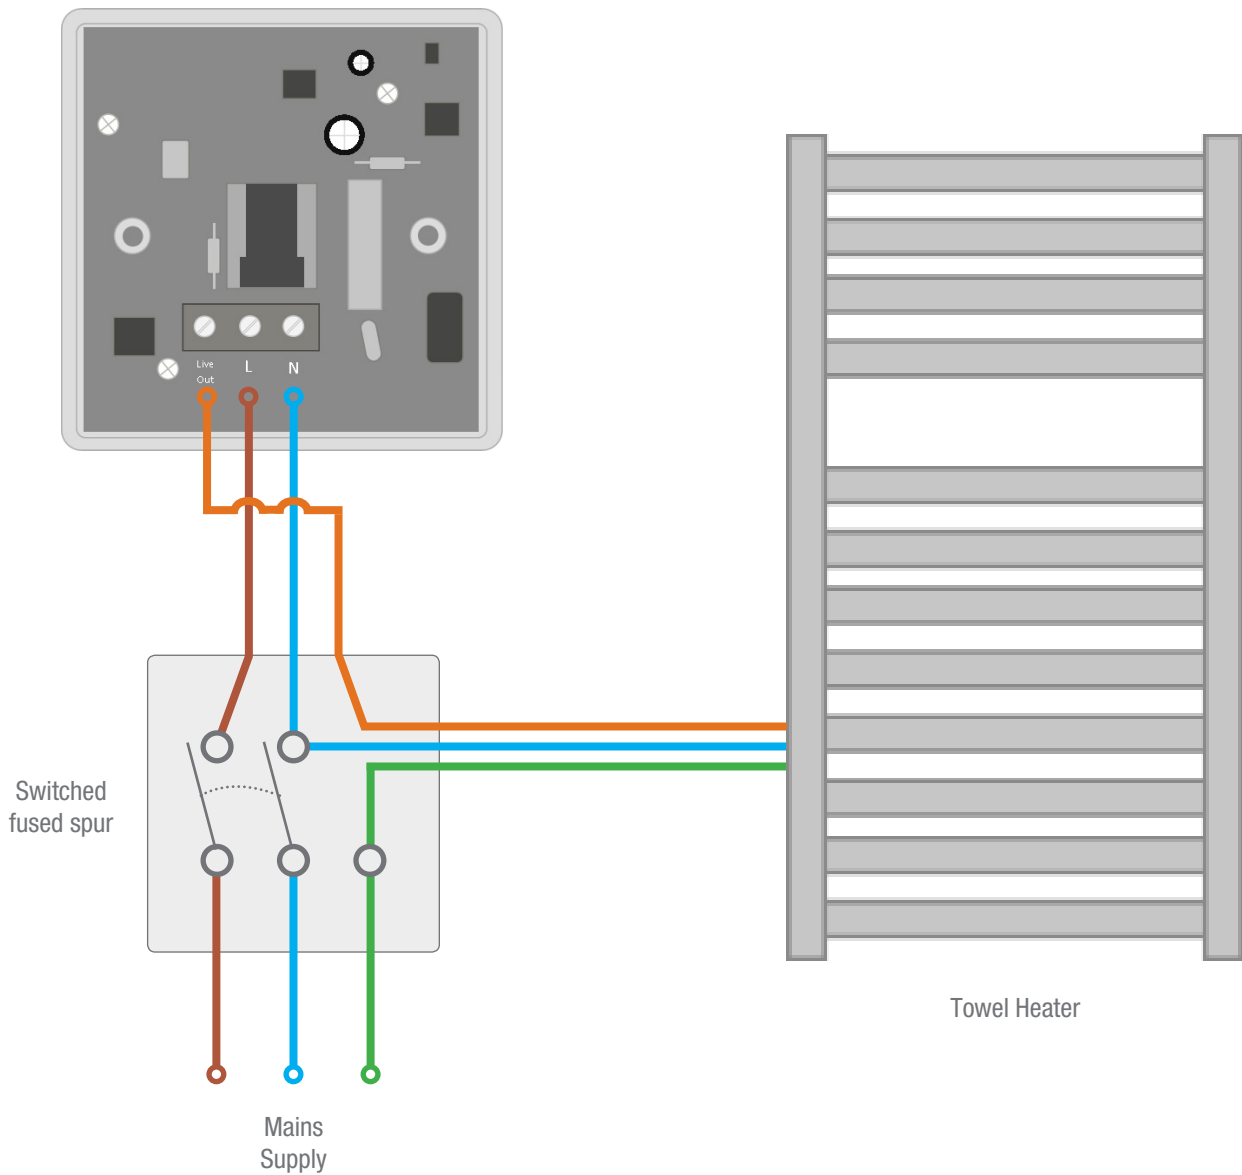 Live
Out
L
N
Switched
fused spur
Towel Heater
Mains
Supply